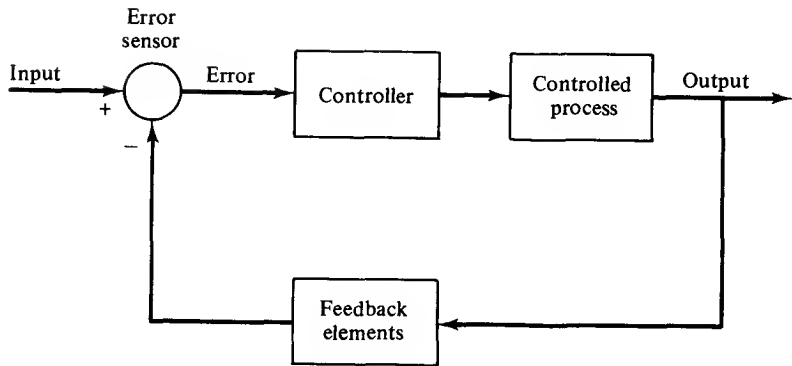 Error
sensor
Input
Error
Controller
Controlled
process
Output
+
−
Feedback
elements